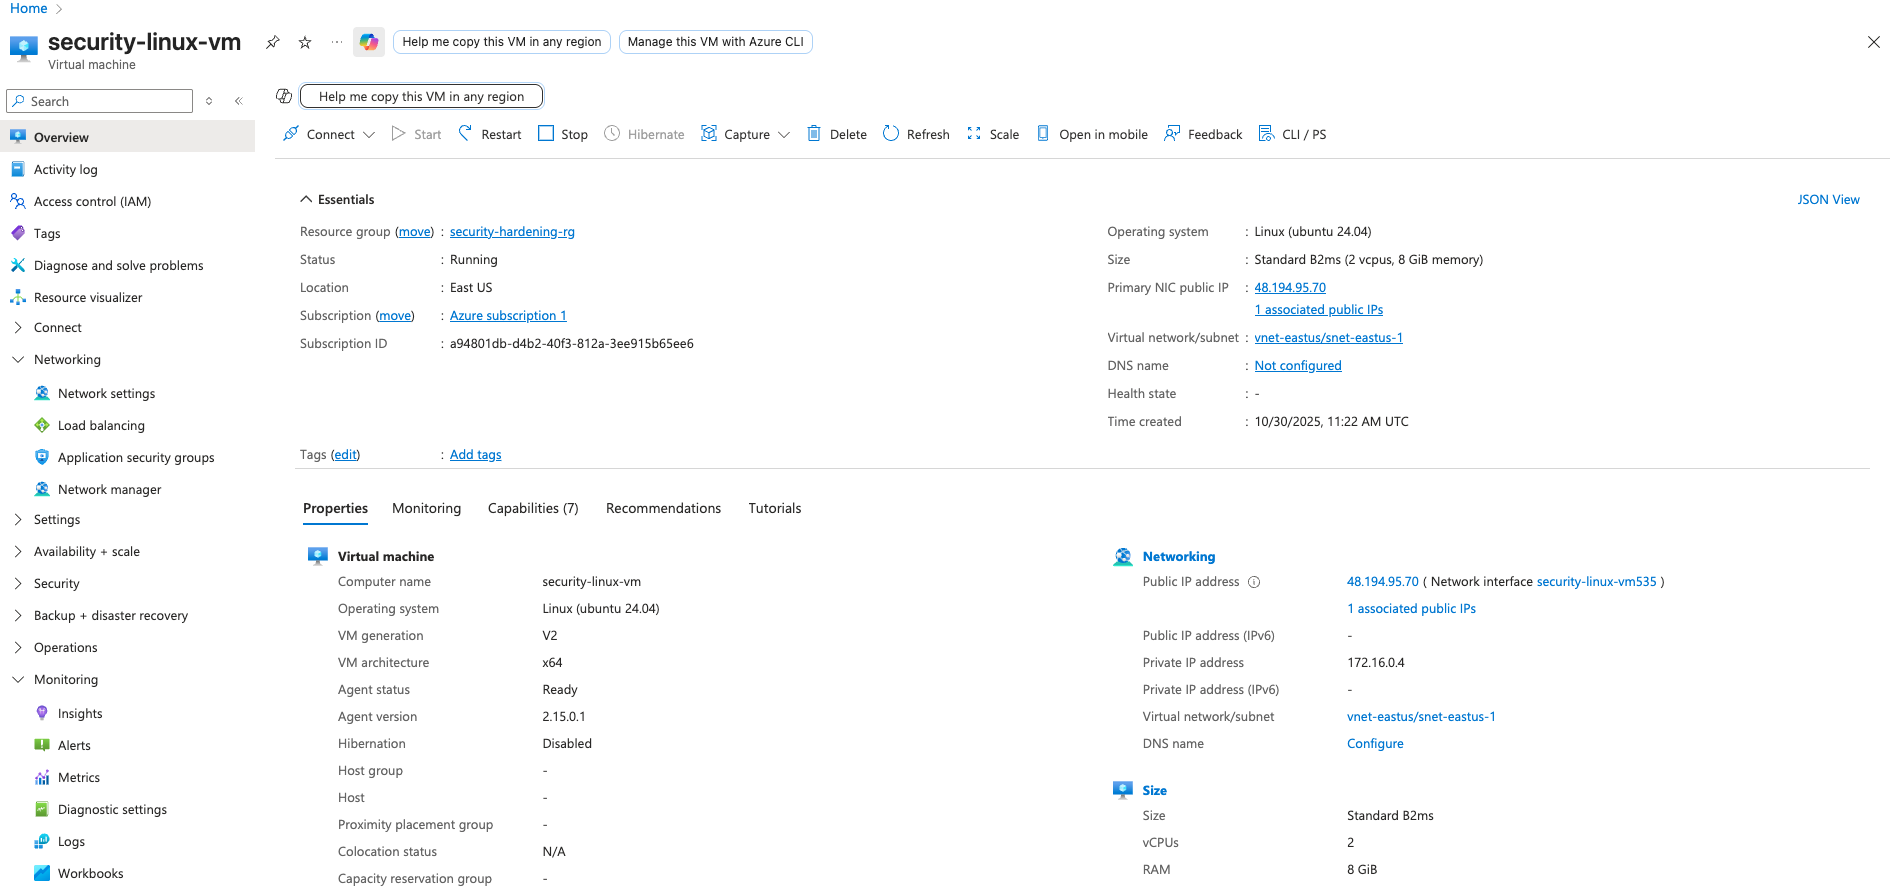 Home
security-linux-vm
Virtual machine
Help me copy this VM in any region
Manage this VM with Azure CLI
Search
Overview
Activity log
Access control (IAM)
Tags
Diagnose and solve problems
Resource visualizer
Connect
Networking
Network settings
Load balancing
Application security groups
Network manager
Settings
Availability + scale
Security
Backup + disaster recovery
Operations
Monitoring
Insights
Alerts
Metrics
Diagnostic settings
Logs
Workbooks
Help me copy this VM in any region
Connect Start Restart Stop Hibernate Capture Delete Refresh Scale Open in mobile Feedback CLI / PS
Essentials
JSON View
Resource group (move) : security-hardening-rg
Status : Running
Location : East US
Subscription (move) : Azure subscription 1
Subscription ID : a94801db-d4b2-40f3-812a-3ee915b65ee6
Operating system : Linux (ubuntu 24.04)
Size : Standard B2ms (2 vcpus, 8 GiB memory)
Primary NIC public IP : 48.194.95.70
1 associated public IPs
Virtual network/subnet : vnet-eastus/snet-eastus-1
DNS name : Not configured
Health state : -
Time created : 10/30/2025, 11:22 AM UTC
Tags (edit) : Add tags
Properties Monitoring Capabilities (7) Recommendations Tutorials
Virtual machine
Computer name security-linux-vm
Operating system Linux (ubuntu 24.04)
VM generation V2
VM architecture x64
Agent status Ready
Agent version 2.15.0.1
Hibernation Disabled
Host group -
Host -
Proximity placement group -
Colocation status N/A
Capacity reservation group -
Networking
Public IP address 48.194.95.70 ( Network interface security-linux-vm535 )
1 associated public IPs
Public IP address (IPv6) -
Private IP address 172.16.0.4
Private IP address (IPv6) -
Virtual network/subnet vnet-eastus/snet-eastus-1
DNS name Configure
Size
Size Standard B2ms
vCPUs 2
RAM 8 GiB